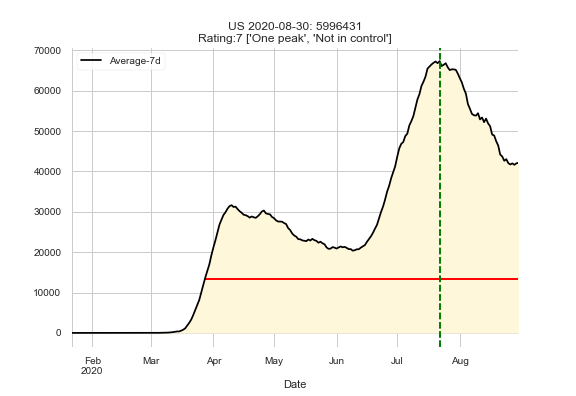 US 2020-08-30: 5996431
Rating:7 ['One peak', 'Not in control']
Average-7d
70000
60000
50000
40000
30000
20000
10000
0
Feb Mar Apr May Jun Jul Aug
2020
Date